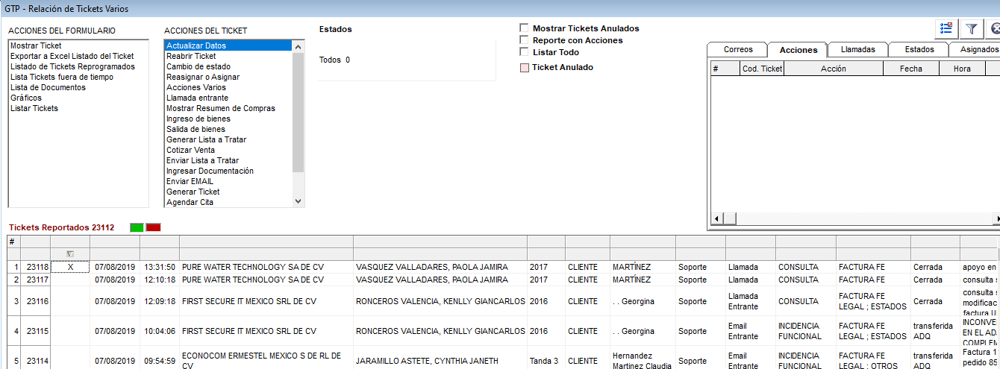 GTP - Relación de Tickets Varios
ACCIONES DEL FORMULARIO
Mostrar Ticket
Exportar a Excel Listado del Ticket
Listado de Tickets Reprogramados
Lista Tickets fuera de tiempo
Lista de Documentos
Gráficos
Listar Tickets
ACCIONES DEL TICKET
Actualizar Datos
Reabrir Ticket
Cambio de estado
Reasignar o Asignar
Acciones Varios
Llamada entrante
Mostrar Resumen de Compras
Ingreso de bienes
Salida de bienes
Generar Lista a Tratar
Cotizar Venta
Enviar Lista a Tratar
Ingresar Documentación
Enviar EMAIL
Generar Ticket
Agendar Cita
Estados
Todos 0
Mostrar Tickets Anulados
Reporte con Acciones
Listar Todo
Ticket Anulado
Correos Acciones Llamadas Estados Asignados
# Cod. Ticket Acción Fecha Hora
Tickets Reportados 23112
#
1 23118 X 07/08/2019 13:31:50 PURE WATER TECHNOLOGY SA DE CV VASQUEZ VALLADARES, PAOLA JAMIRA 2017 CLIENTE MARTÍNEZ Soporte Llamada CONSULTA FACTURA FE Cerrada apoyo en
2 23117 07/08/2019 12:10:18 PURE WATER TECHNOLOGY SA DE CV VASQUEZ VALLADARES, PAOLA JAMIRA 2017 CLIENTE MARTÍNEZ Soporte Llamada CONSULTA FACTURA FE Cerrada consulta s
3 23116 07/08/2019 12:09:18 FIRST SECURE IT MEXICO SRL DE CV RONCEROS VALENCIA, KENLLY GIANCARLOS 2016 CLIENTE . . Georgina Soporte Llamada Entrante CONSULTA FACTURA FE LEGAL ; ESTADOS Cerrada consulta s modificac factura U
4 23115 07/08/2019 10:04:06 FIRST SECURE IT MEXICO SRL DE CV RONCEROS VALENCIA, KENLLY GIANCARLOS 2016 CLIENTE . . Georgina Soporte Email Entrante INCIDENCIA FUNCIONAL FACTURA FE LEGAL ; ESTADOS transferida ADQ INCONVEN EN EL AD COMPLEM
5 23114 07/08/2019 09:54:59 ECONOCOM ERMESTEL MEXICO S DE RL DE CV JARAMILLO ASTETE, CYNTHIA JANETH Tanda 3 CLIENTE Hernandez Martinez Claudia Soporte Email Entrante INCIDENCIA FUNCIONAL FACTURA FE LEGAL ; OTROS transferida ADQ Factura 1 pedido 85